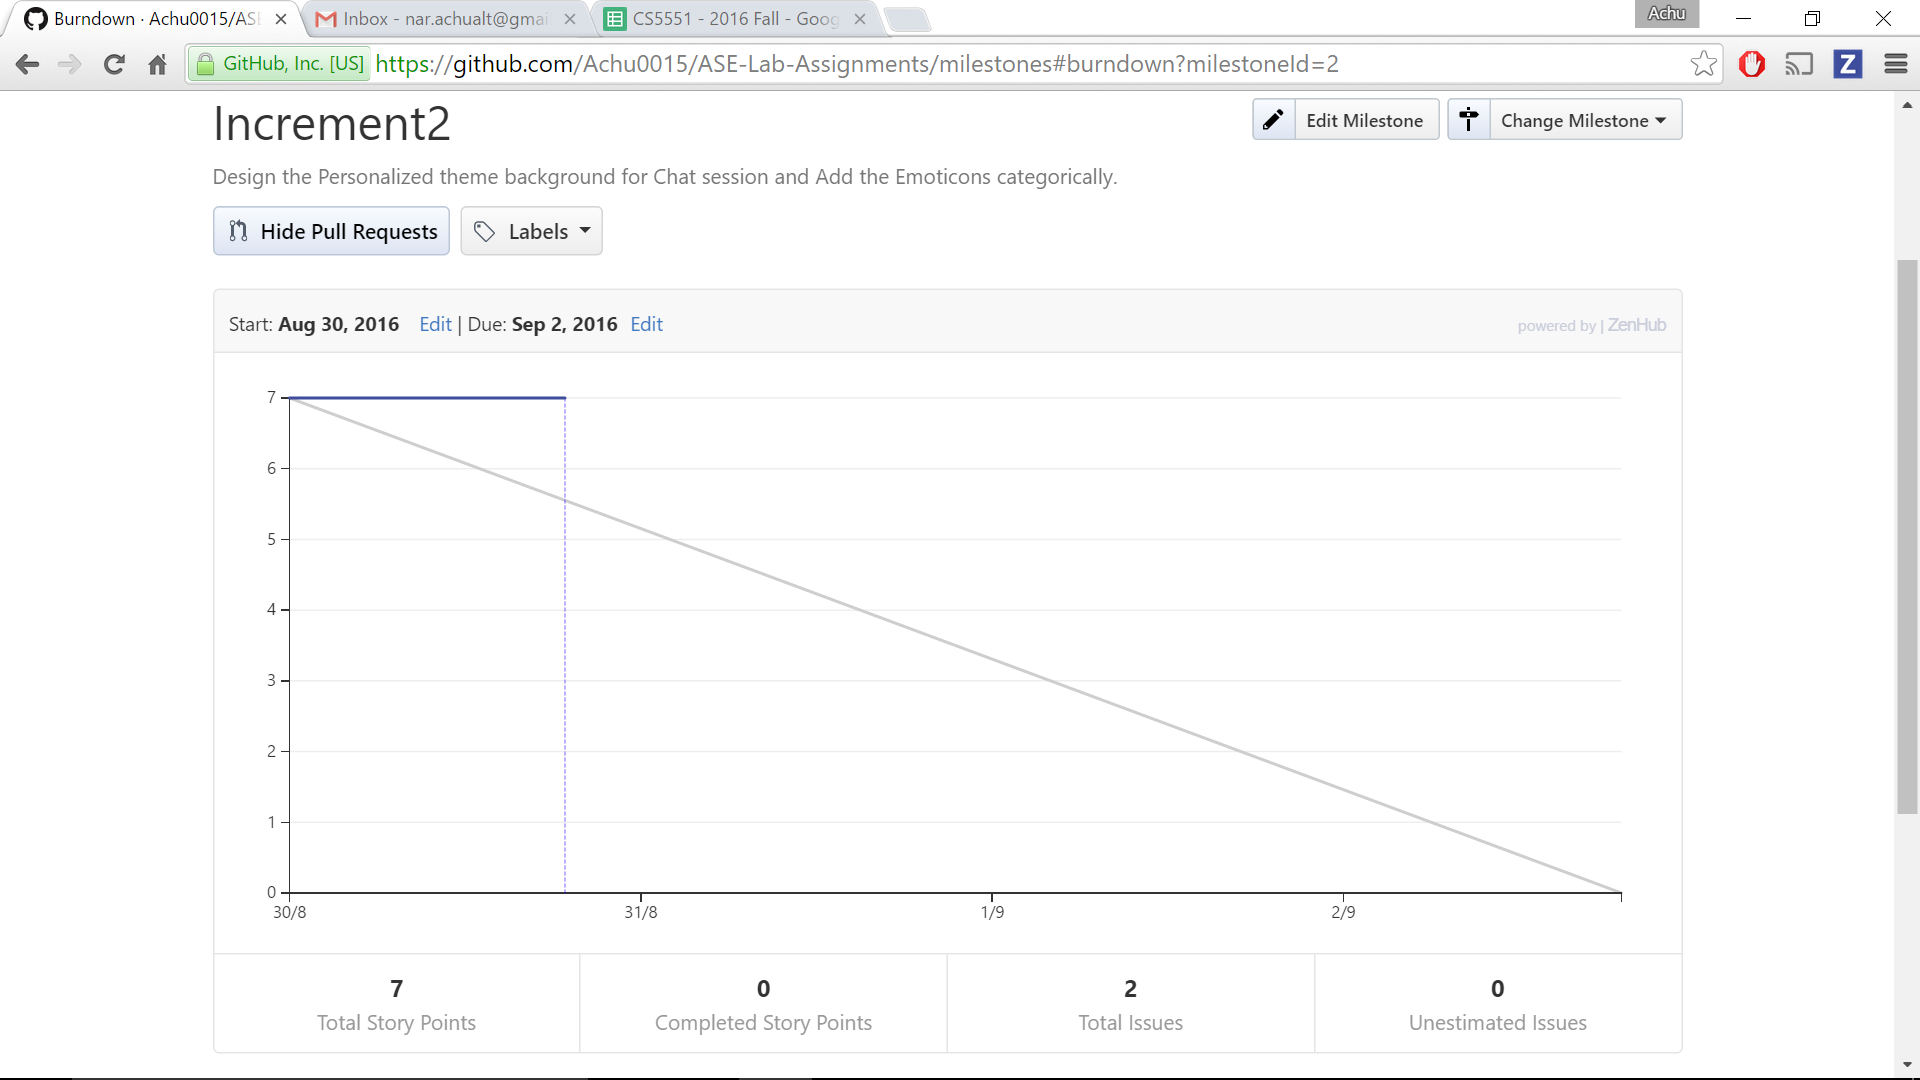 Burndown · Achu0015/ASE
Inbox - nar.achualt@gmai
CS5551 - 2016 Fall - Goog
Achu
GitHub, Inc. [US] https://github.com/Achu0015/ASE-Lab-Assignments/milestones#burndown?milestoneId=2
Z
Increment2
Edit Milestone
Change Milestone
Design the Personalized theme background for Chat session and Add the Emoticons categorically.
Hide Pull Requests
Labels
Start: Aug 30, 2016 Edit | Due: Sep 2, 2016 Edit
powered by | ZenHub
7
6
5
4
3
2
1
0
30/8 31/8 1/9 2/9
7
Total Story Points
0
Completed Story Points
2
Total Issues
0
Unestimated Issues